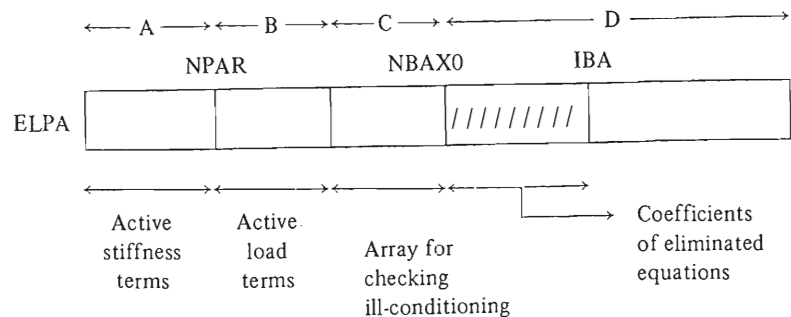 A B C D
NPAR NBAX0 IBA
ELPA / / / / / / / / /
Active
stiffness
terms
Active
load
terms
Array for
checking
ill-conditioning
Coefficients
of eliminated
equations